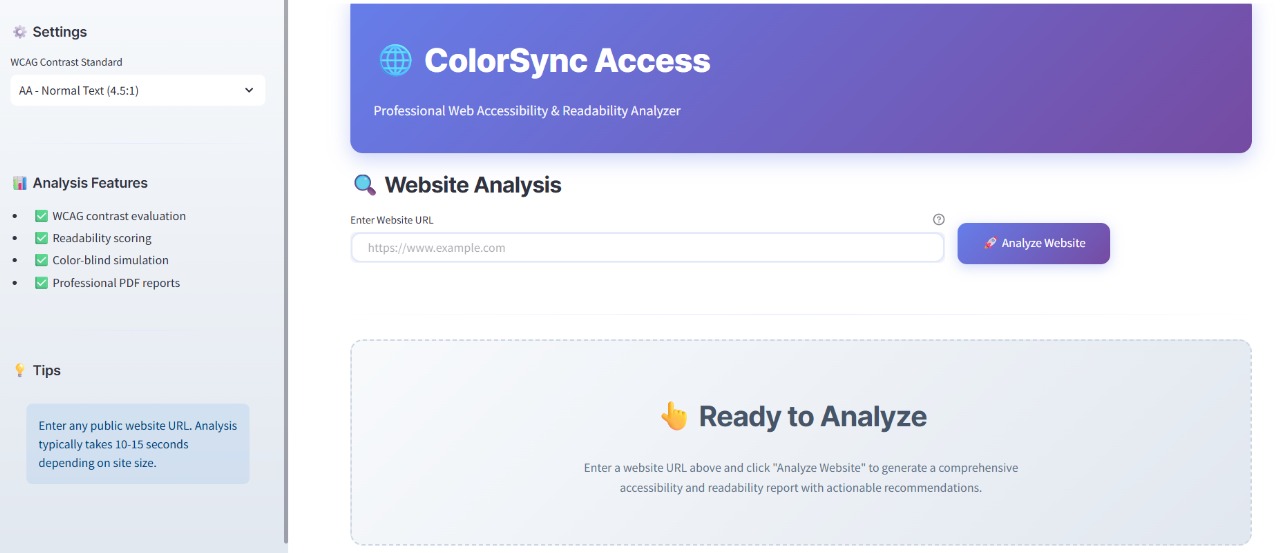 Settings
WCAG Contrast Standard
AA - Normal Text (4.5:1)
Analysis Features
WCAG contrast evaluation
Readability scoring
Color-blind simulation
Professional PDF reports
Tips
Enter any public website URL. Analysis
typically takes 10-15 seconds
depending on site size.
ColorSync Access
Professional Web Accessibility & Readability Analyzer
Website Analysis
Enter Website URL
https://www.example.com
Analyze Website
Ready to Analyze
Enter a website URL above and click "Analyze Website" to generate a comprehensive
accessibility and readability report with actionable recommendations.